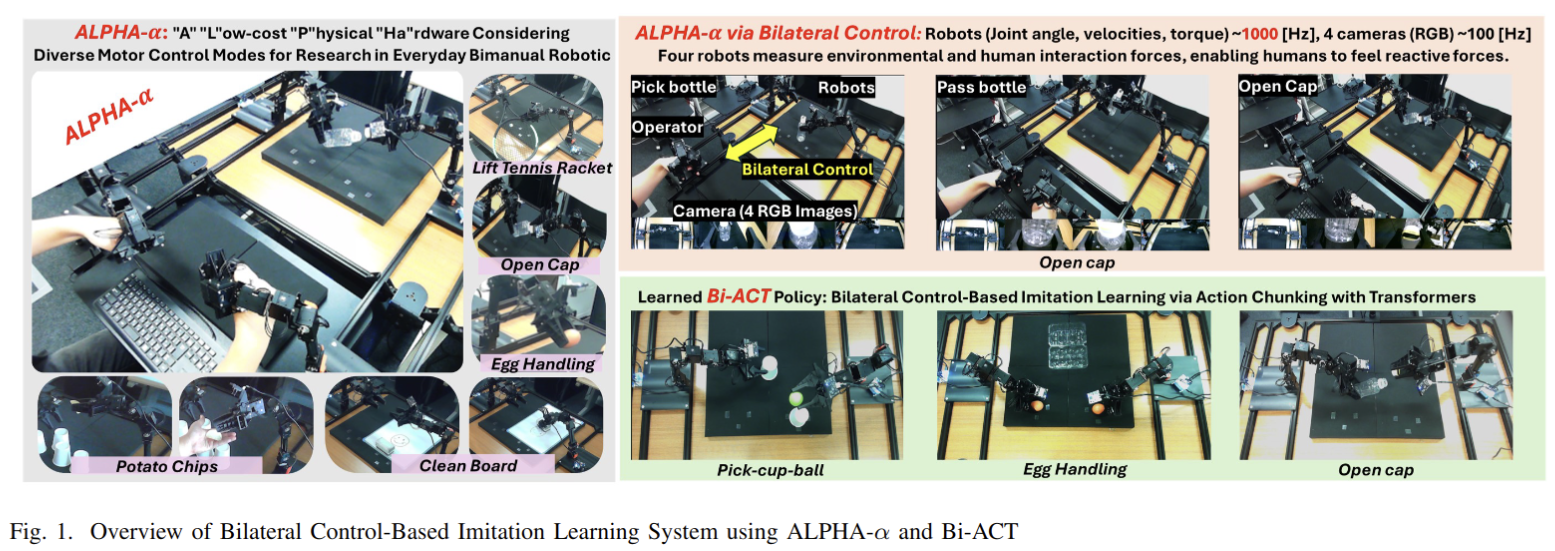 ALPHA-α: "A" "L"ow-cost "P"hysical "Ha"rdware Considering
Diverse Motor Control Modes for Research in Everyday Bimanual Robotic
ALPHA-α
Lift Tennis Racket
Open Cap
Egg Handling
Potato Chips
Clean Board
ALPHA-α via Bilateral Control: Robots (Joint angle, velocities, torque) ~1000 [Hz], 4 cameras (RGB) ~100 [Hz]
Four robots measure environmental and human interaction forces, enabling humans to feel reactive forces.
Pick bottle
Robots
Operator
Bilateral Control
Camera (4 RGB Images)
Pass bottle
Open Cap
Open cap
Learned Bi-ACT Policy: Bilateral Control-Based Imitation Learning via Action Chunking with Transformers
Pick-cup-ball
Egg Handling
Open cap
Fig. 1. Overview of Bilateral Control-Based Imitation Learning System using ALPHA-α and Bi-ACT